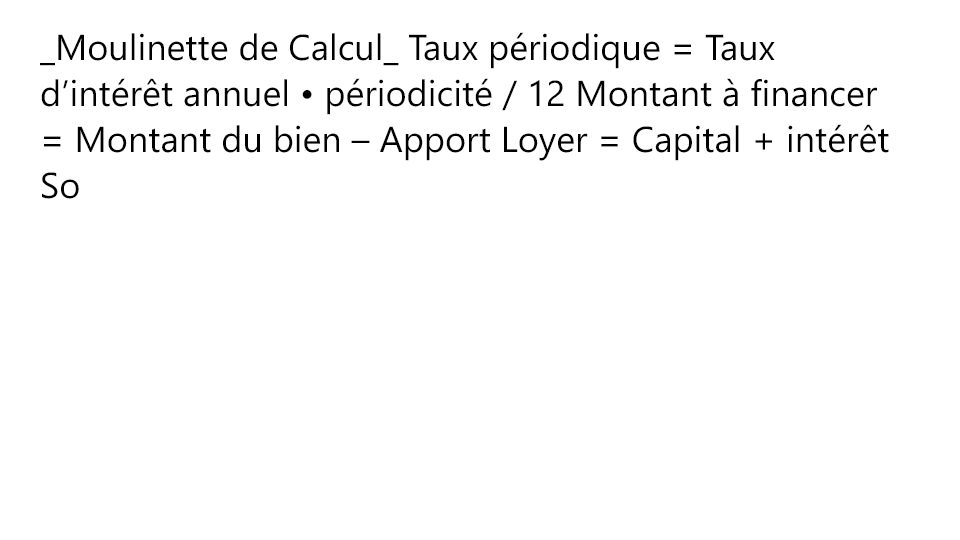 _Moulinette de Calcul_ Taux périodique = Taux
d’intérêt annuel • périodicité / 12 Montant à financer
= Montant du bien – Apport Loyer = Capital + intérêt
So